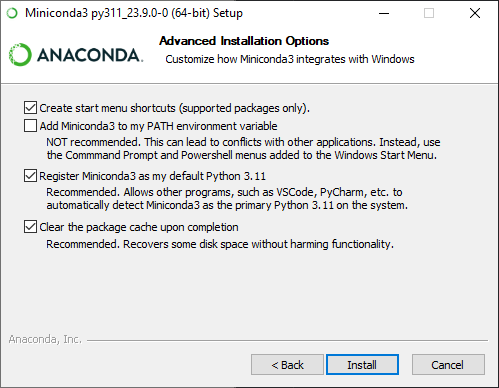 Miniconda3 py311_23.9.0-0 (64-bit) Setup
ANACONDA.
Advanced Installation Options
Customize how Miniconda3 integrates with Windows
Create start menu shortcuts (supported packages only).
Add Miniconda3 to my PATH environment variable
NOT recommended. This can lead to conflicts with other applications. Instead, use
the Commmand Prompt and Powershell menus added to the Windows Start Menu.
Register Miniconda3 as my default Python 3.11
Recommended. Allows other programs, such as VSCode, PyCharm, etc. to
automatically detect Miniconda3 as the primary Python 3.11 on the system.
Clear the package cache upon completion
Recommended. Recovers some disk space without harming functionality.
Anaconda, Inc.
< Back
Install
Cancel